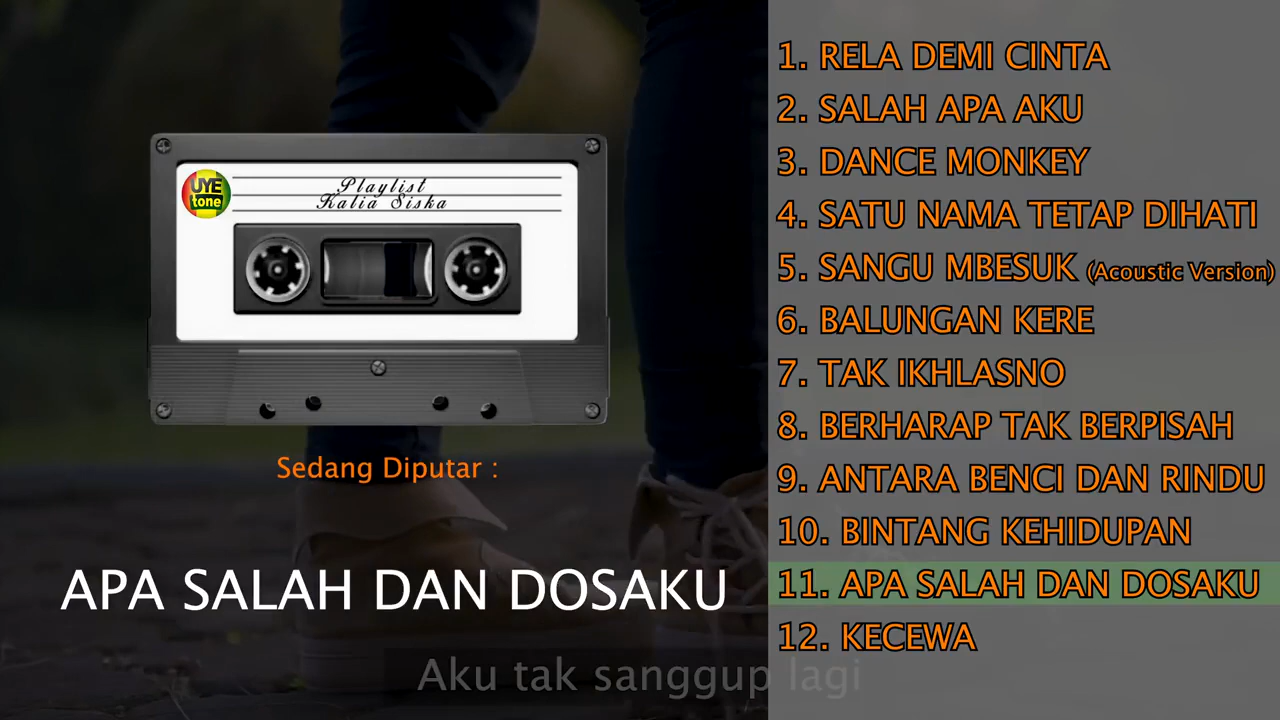 UYE
tone
Playlist
Kalia Siska
Sedang Diputar :
APA SALAH DAN DOSAKU
Aku tak sanggup lagi
1. RELA DEMI CINTA
2. SALAH APA AKU
3. DANCE MONKEY
4. SATU NAMA TETAP DIHATI
5. SANGU MBESUK (Acoustic Version)
6. BALUNGAN KERE
7. TAK IKHLASNO
8. BERHARAP TAK BERPISAH
9. ANTARA BENCI DAN RINDU
10. BINTANG KEHIDUPAN
11. APA SALAH DAN DOSAKU
12. KECEWA